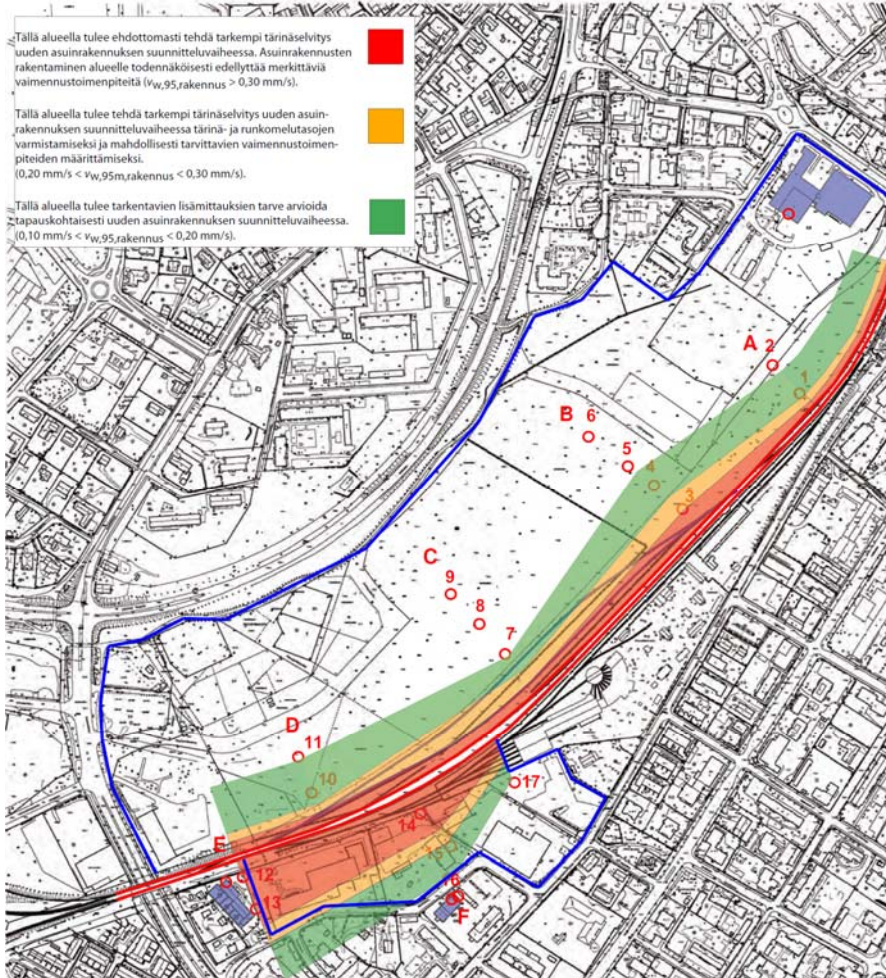 Tällä alueella tulee ehdottomasti tehdä tarkempi tärinäselvitys
uuden asuinrakennuksen suunnitteluvaiheessa. Asuinrakennusten
rakentaminen alueelle todennäköisesti edellyttää merkittäviä
vaimennustoimenpiteitä (vw,95,rakennus > 0,30 mm/s).
Tällä alueella tulee tehdä tarkempi tärinäselvitys uuden asuin-
rakennuksen suunnitteluvaiheessa tärinä- ja runkomelutasojen
varmistamiseksi ja mahdollisesti tarvittavien vaimennustoimen-
piteiden määrittämiseksi.
(0,20 mm/s < vw,95m,rakennus < 0,30 mm/s).
Tällä alueella tulee tarkentavien lisämittauksien tarve arvioida
tapauskohtaisesti uuden asuinrakennuksen suunnitteluvaiheessa.
(0,10 mm/s < vw,95,rakennus < 0,20 mm/s).
A 2
1
B 6
5
4
3
C
9
8
7
D
11
10
17
14
15
E
12
13
16
F